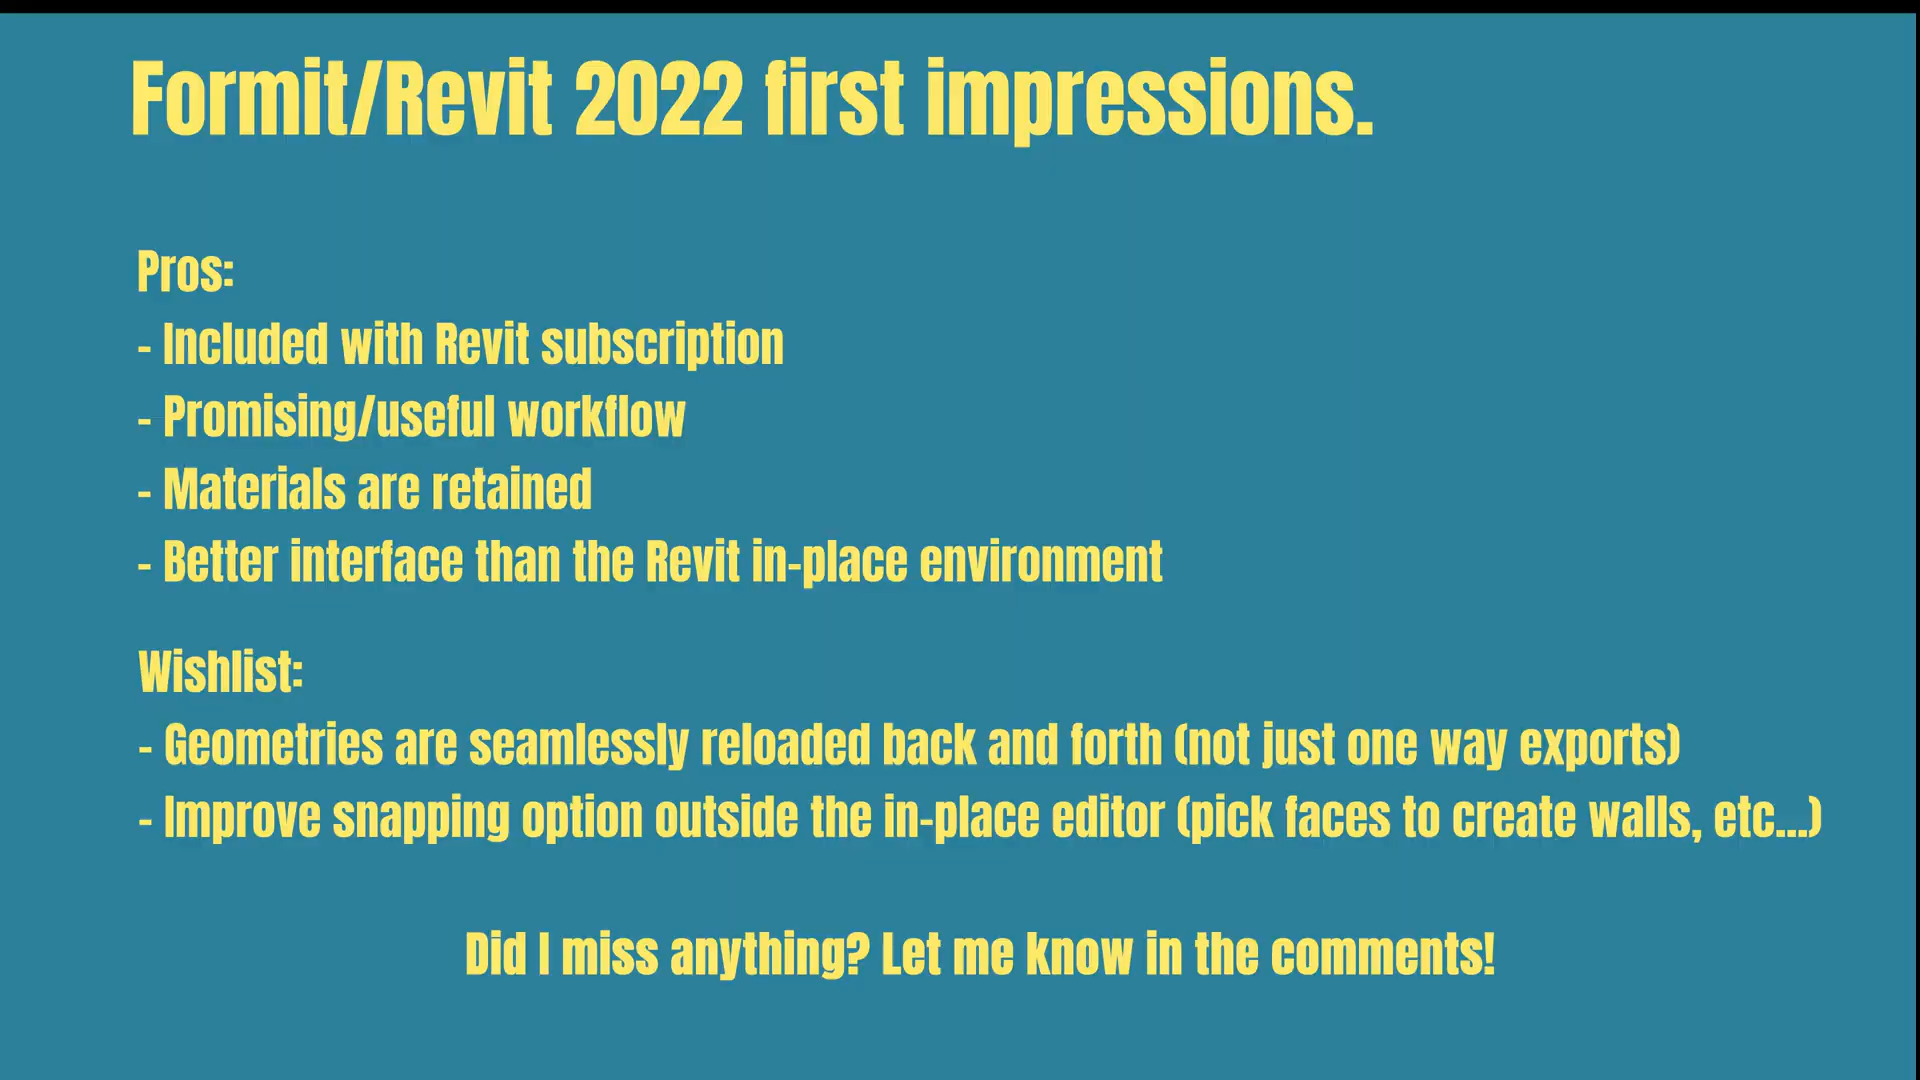 Formit/Revit 2022 first impressions.
Pros:
- Included with Revit subscription
- Promising/useful workflow
- Materials are retained
- Better interface than the Revit in-place environment
Wishlist:
- Geometries are seamlessly reloaded back and forth (not just one way exports)
- Improve snapping option outside the in-place editor (pick faces to create walls, etc...)
Did I miss anything? Let me know in the comments!